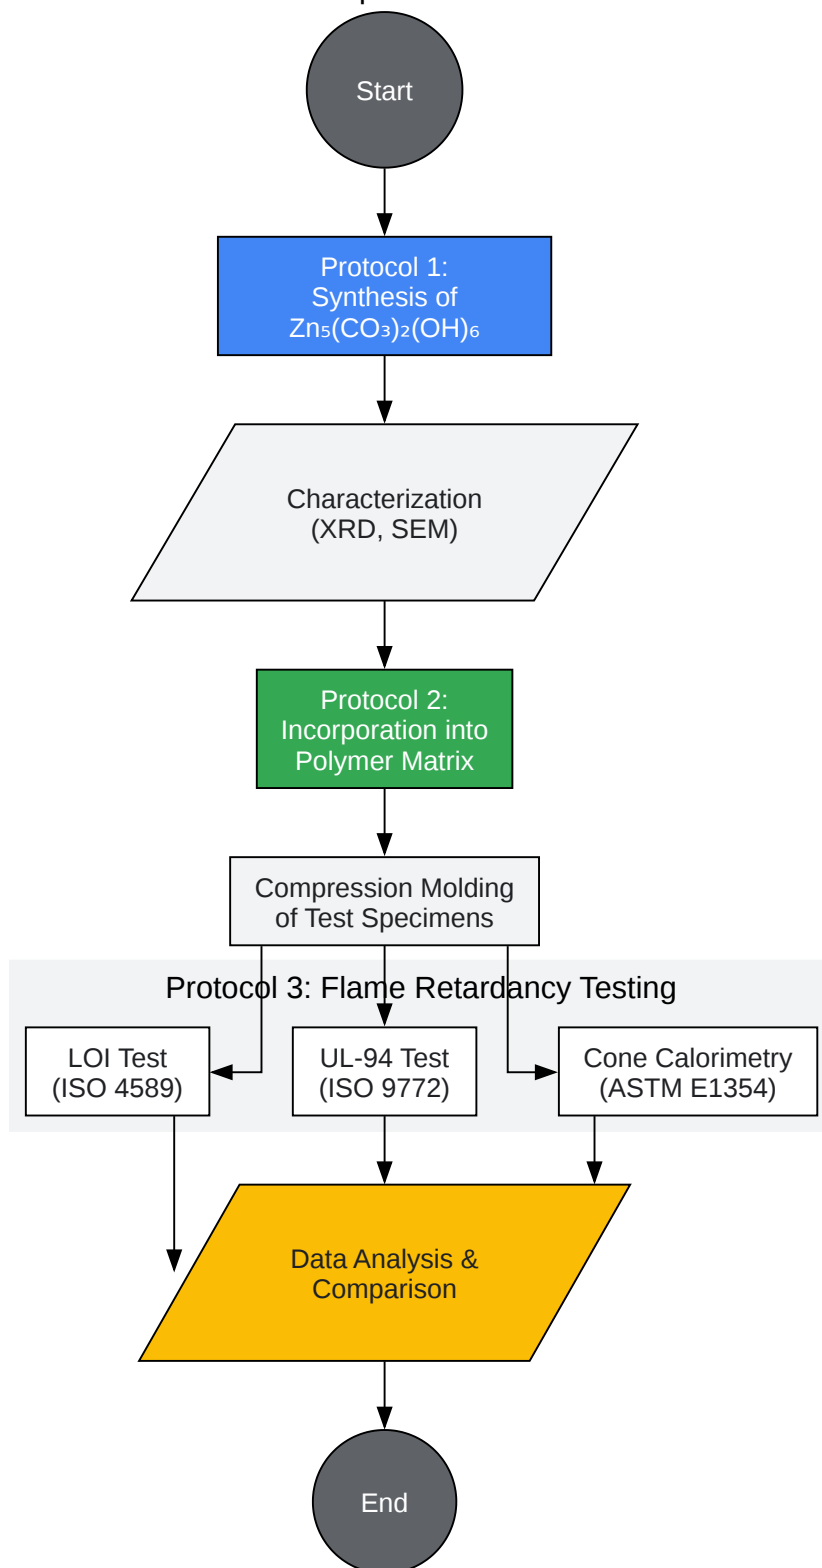 Start
Protocol 1:
Synthesis of
Zn₅(CO₃)₂(OH)₆
Characterization
(XRD, SEM)
Protocol 2:
Incorporation into
Polymer Matrix
Compression Molding
of Test Specimens
Protocol 3: Flame Retardancy Testing
LOI Test
(ISO 4589)
UL-94 Test
(ISO 9772)
Cone Calorimetry
(ASTM E1354)
Data Analysis &
Comparison
End